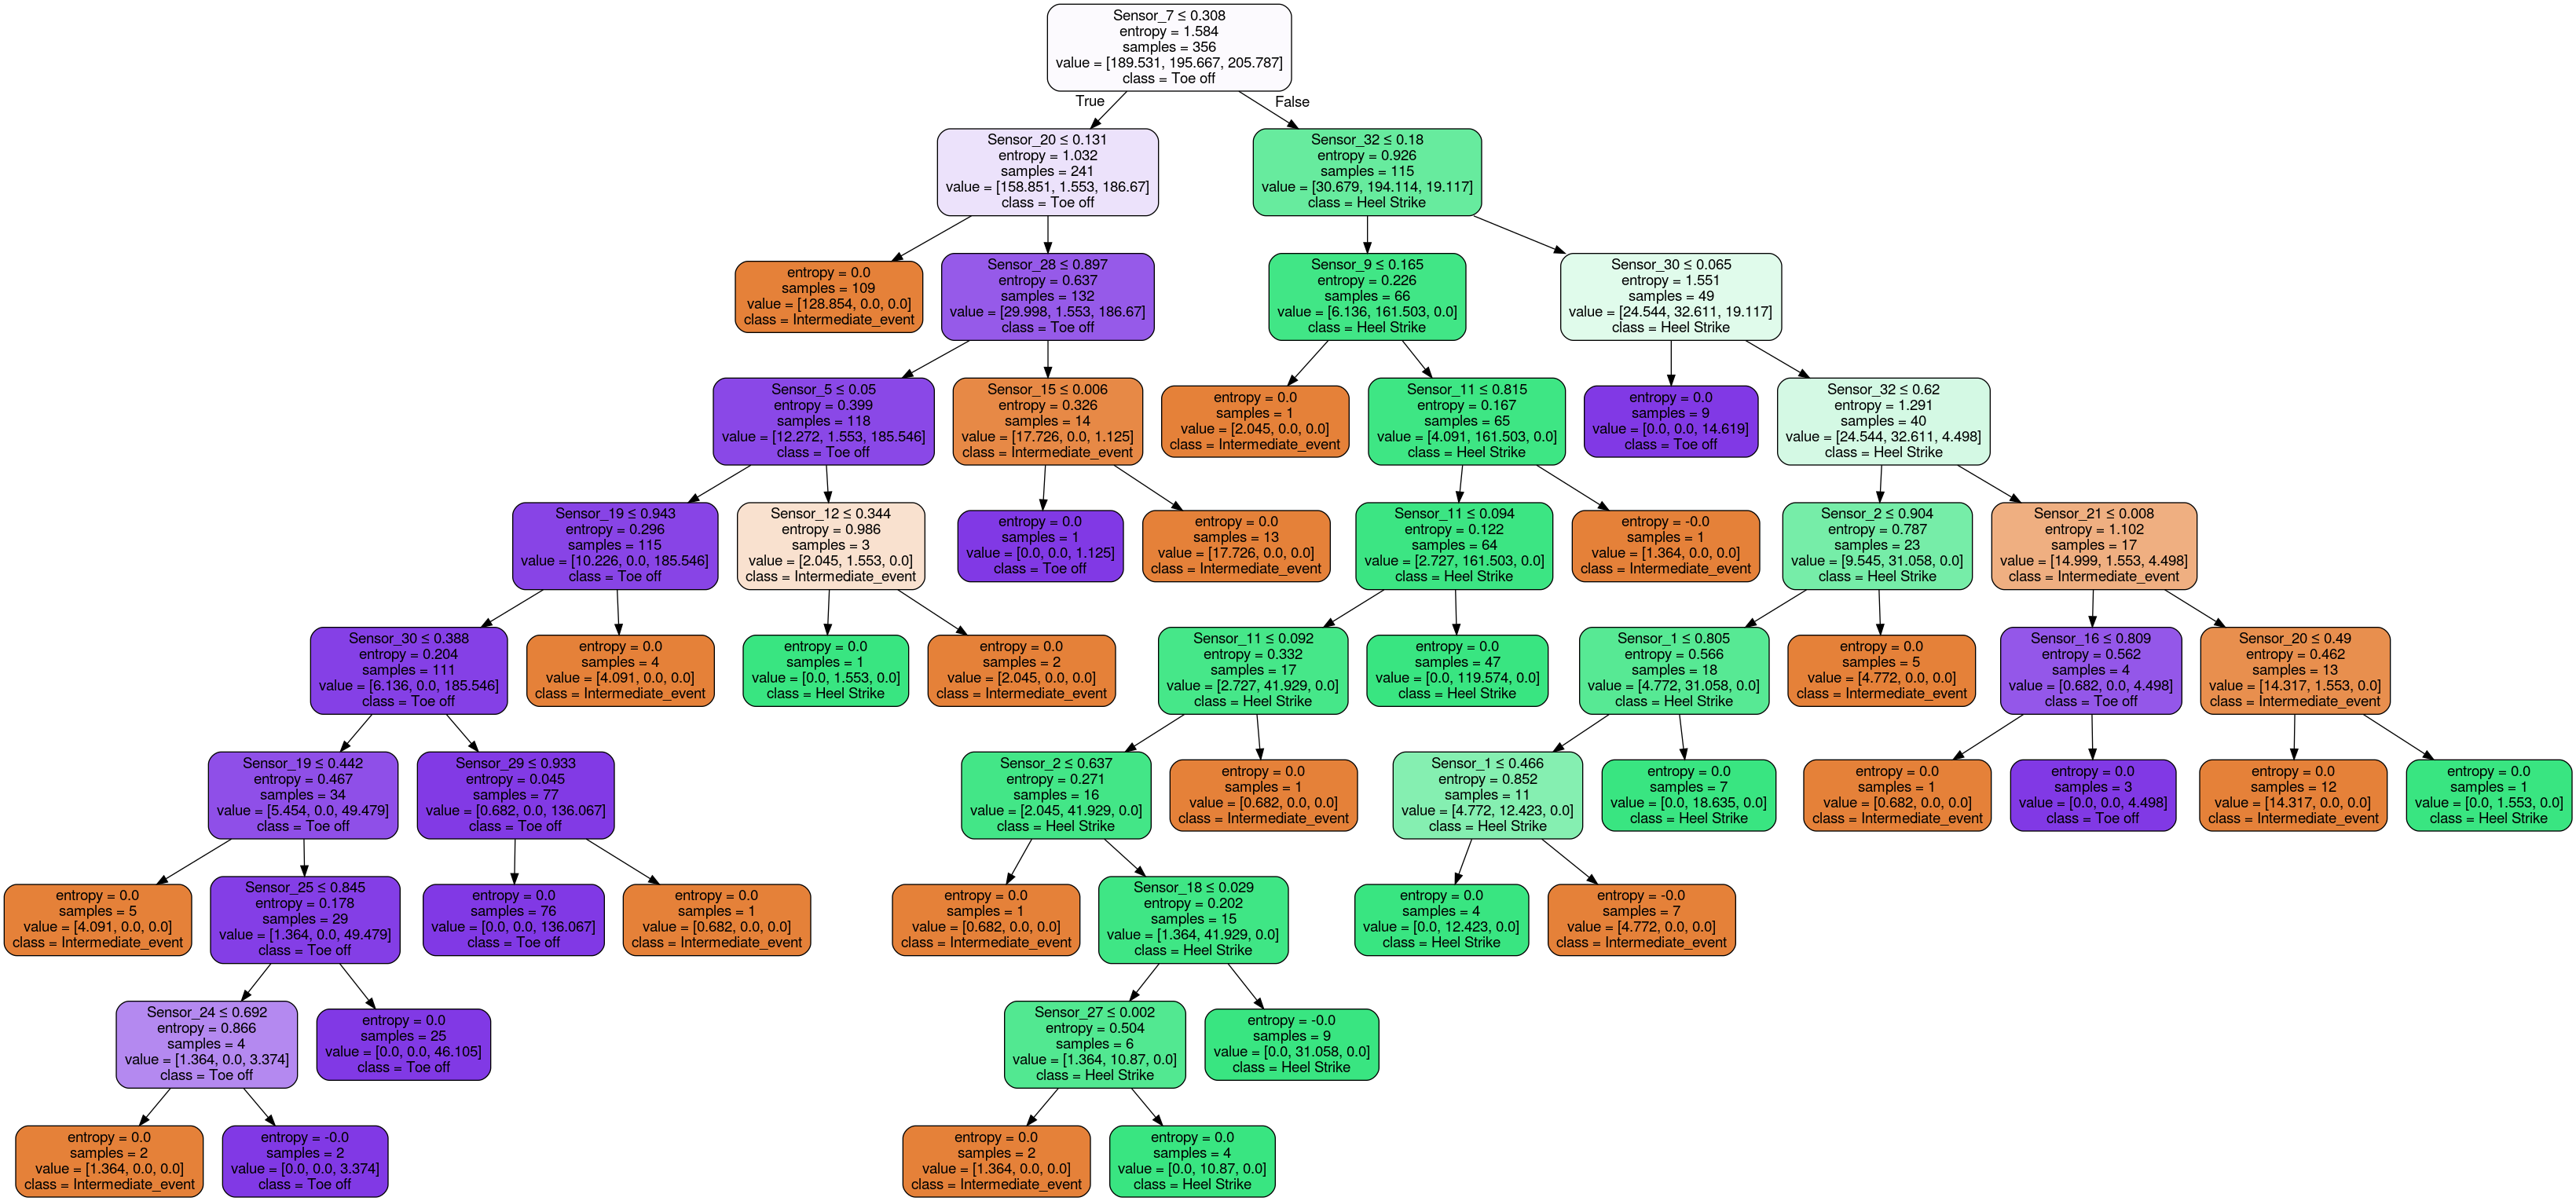 Sensor_7 ≤ 0.308
entropy = 1.584
samples = 356
value = [189.531, 195.667, 205.787]
class = Toe off
True
False
Sensor_20 ≤ 0.131
entropy = 1.032
samples = 241
value = [158.851, 1.553, 186.67]
class = Toe off
Sensor_32 ≤ 0.18
entropy = 0.926
samples = 115
value = [30.679, 194.114, 19.117]
class = Heel Strike
entropy = 0.0
samples = 109
value = [128.854, 0.0, 0.0]
class = Intermediate_event
Sensor_28 ≤ 0.897
entropy = 0.637
samples = 132
value = [29.998, 1.553, 186.67]
class = Toe off
Sensor_9 ≤ 0.165
entropy = 0.226
samples = 66
value = [6.136, 161.503, 0.0]
class = Heel Strike
Sensor_30 ≤ 0.065
entropy = 1.551
samples = 49
value = [24.544, 32.611, 19.117]
class = Heel Strike
Sensor_5 ≤ 0.05
entropy = 0.399
samples = 118
value = [12.272, 1.553, 185.546]
class = Toe off
Sensor_15 ≤ 0.006
entropy = 0.326
samples = 14
value = [17.726, 0.0, 1.125]
class = Intermediate_event
entropy = 0.0
samples = 1
value = [2.045, 0.0, 0.0]
class = Intermediate_event
Sensor_11 ≤ 0.815
entropy = 0.167
samples = 65
value = [4.091, 161.503, 0.0]
class = Heel Strike
entropy = 0.0
samples = 9
value = [0.0, 0.0, 14.619]
class = Toe off
Sensor_32 ≤ 0.62
entropy = 1.291
samples = 40
value = [24.544, 32.611, 4.498]
class = Heel Strike
Sensor_19 ≤ 0.943
entropy = 0.296
samples = 115
value = [10.226, 0.0, 185.546]
class = Toe off
Sensor_12 ≤ 0.344
entropy = 0.986
samples = 3
value = [2.045, 1.553, 0.0]
class = Intermediate_event
entropy = 0.0
samples = 1
value = [0.0, 0.0, 1.125]
class = Toe off
entropy = 0.0
samples = 13
value = [17.726, 0.0, 0.0]
class = Intermediate_event
Sensor_11 ≤ 0.094
entropy = 0.122
samples = 64
value = [2.727, 161.503, 0.0]
class = Heel Strike
entropy = -0.0
samples = 1
value = [1.364, 0.0, 0.0]
class = Intermediate_event
Sensor_2 ≤ 0.904
entropy = 0.787
samples = 23
value = [9.545, 31.058, 0.0]
class = Heel Strike
Sensor_21 ≤ 0.008
entropy = 1.102
samples = 17
value = [14.999, 1.553, 4.498]
class = Intermediate_event
Sensor_30 ≤ 0.388
entropy = 0.204
samples = 111
value = [6.136, 0.0, 185.546]
class = Toe off
entropy = 0.0
samples = 4
value = [4.091, 0.0, 0.0]
class = Intermediate_event
entropy = 0.0
samples = 1
value = [0.0, 1.553, 0.0]
class = Heel Strike
entropy = 0.0
samples = 2
value = [2.045, 0.0, 0.0]
class = Intermediate_event
Sensor_11 ≤ 0.092
entropy = 0.332
samples = 17
value = [2.727, 41.929, 0.0]
class = Heel Strike
entropy = 0.0
samples = 47
value = [0.0, 119.574, 0.0]
class = Heel Strike
Sensor_1 ≤ 0.805
entropy = 0.566
samples = 18
value = [4.772, 31.058, 0.0]
class = Heel Strike
entropy = 0.0
samples = 5
value = [4.772, 0.0, 0.0]
class = Intermediate_event
Sensor_16 ≤ 0.809
entropy = 0.562
samples = 4
value = [0.682, 0.0, 4.498]
class = Toe off
Sensor_20 ≤ 0.49
entropy = 0.462
samples = 13
value = [14.317, 1.553, 0.0]
class = Intermediate_event
Sensor_19 ≤ 0.442
entropy = 0.467
samples = 34
value = [5.454, 0.0, 49.479]
class = Toe off
Sensor_29 ≤ 0.933
entropy = 0.045
samples = 77
value = [0.682, 0.0, 136.067]
class = Toe off
Sensor_2 ≤ 0.637
entropy = 0.271
samples = 16
value = [2.045, 41.929, 0.0]
class = Heel Strike
entropy = 0.0
samples = 1
value = [0.682, 0.0, 0.0]
class = Intermediate_event
Sensor_1 ≤ 0.466
entropy = 0.852
samples = 11
value = [4.772, 12.423, 0.0]
class = Heel Strike
entropy = 0.0
samples = 7
value = [0.0, 18.635, 0.0]
class = Heel Strike
entropy = 0.0
samples = 1
value = [0.682, 0.0, 0.0]
class = Intermediate_event
entropy = 0.0
samples = 3
value = [0.0, 0.0, 4.498]
class = Toe off
entropy = 0.0
samples = 12
value = [14.317, 0.0, 0.0]
class = Intermediate_event
entropy = 0.0
samples = 1
value = [0.0, 1.553, 0.0]
class = Heel Strike
entropy = 0.0
samples = 5
value = [4.091, 0.0, 0.0]
class = Intermediate_event
Sensor_25 ≤ 0.845
entropy = 0.178
samples = 29
value = [1.364, 0.0, 49.479]
class = Toe off
entropy = 0.0
samples = 76
value = [0.0, 0.0, 136.067]
class = Toe off
entropy = 0.0
samples = 1
value = [0.682, 0.0, 0.0]
class = Intermediate_event
entropy = 0.0
samples = 1
value = [0.682, 0.0, 0.0]
class = Intermediate_event
Sensor_18 ≤ 0.029
entropy = 0.202
samples = 15
value = [1.364, 41.929, 0.0]
class = Heel Strike
entropy = 0.0
samples = 4
value = [0.0, 12.423, 0.0]
class = Heel Strike
entropy = -0.0
samples = 7
value = [4.772, 0.0, 0.0]
class = Intermediate_event
Sensor_24 ≤ 0.692
entropy = 0.866
samples = 4
value = [1.364, 0.0, 3.374]
class = Toe off
entropy = 0.0
samples = 25
value = [0.0, 0.0, 46.105]
class = Toe off
Sensor_27 ≤ 0.002
entropy = 0.504
samples = 6
value = [1.364, 10.87, 0.0]
class = Heel Strike
entropy = -0.0
samples = 9
value = [0.0, 31.058, 0.0]
class = Heel Strike
entropy = 0.0
samples = 2
value = [1.364, 0.0, 0.0]
class = Intermediate_event
entropy = -0.0
samples = 2
value = [0.0, 0.0, 3.374]
class = Toe off
entropy = 0.0
samples = 2
value = [1.364, 0.0, 0.0]
class = Intermediate_event
entropy = 0.0
samples = 4
value = [0.0, 10.87, 0.0]
class = Heel Strike